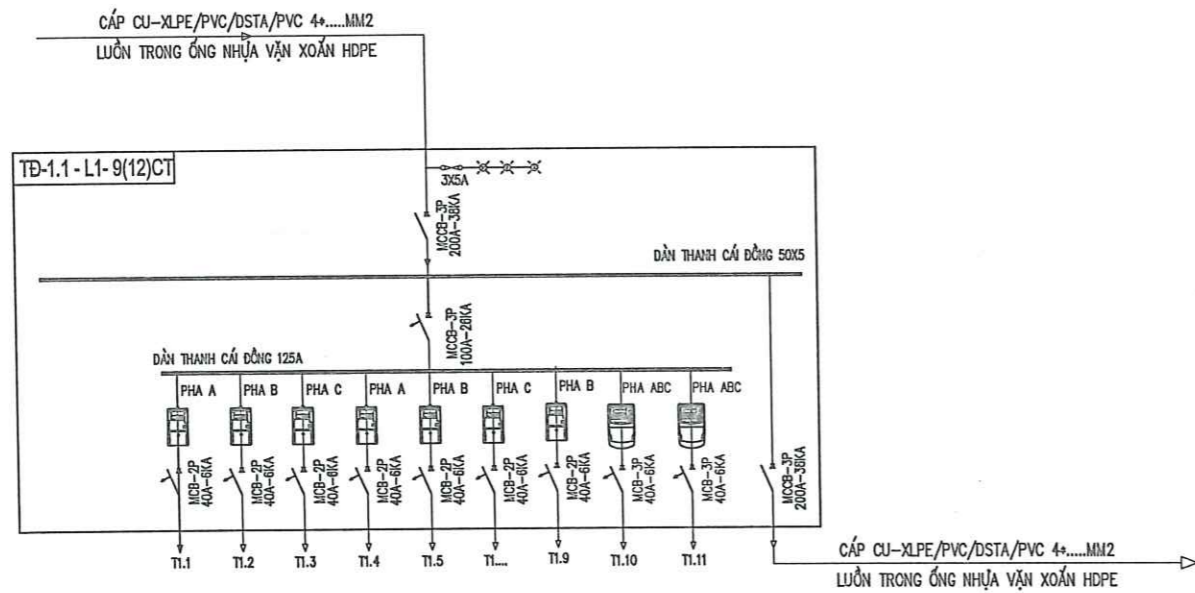 CÁP CU-XLPE/PVC/DSTA/PVC 4*.....MM2
LUỒN TRONG ỐNG NHỰA VẶN XOẮN HDPE
TĐ-1.1 - L1- 9(12)CT
3X5A
MCCB-3P
200A-36KA
DÀN THANH CÁI ĐỒNG 50X5
MCCB-3P
100A-26KA
DÀN THANH CÁI ĐỒNG 125A
PHA A
PHA B
PHA C
PHA A
PHA B
PHA C
PHA B
PHA ABC
PHA ABC
MCB-2P
40A-6KA
MCB-2P
40A-6KA
MCB-2P
40A-6KA
MCB-2P
40A-6KA
MCB-2P
40A-6KA
MCB-2P
40A-6KA
MCB-2P
40A-6KA
MCB-3P
40A-6KA
MCB-3P
40A-6KA
MCCB-3P
200A-36KA
T1.1
T1.2
T1.3
T1.4
T1.5
T1....
T1.9
T1.10
T1.11
CÁP CU-XLPE/PVC/DSTA/PVC 4*.....MM2
LUỒN TRONG ỐNG NHỰA VẶN XOẮN HDPE